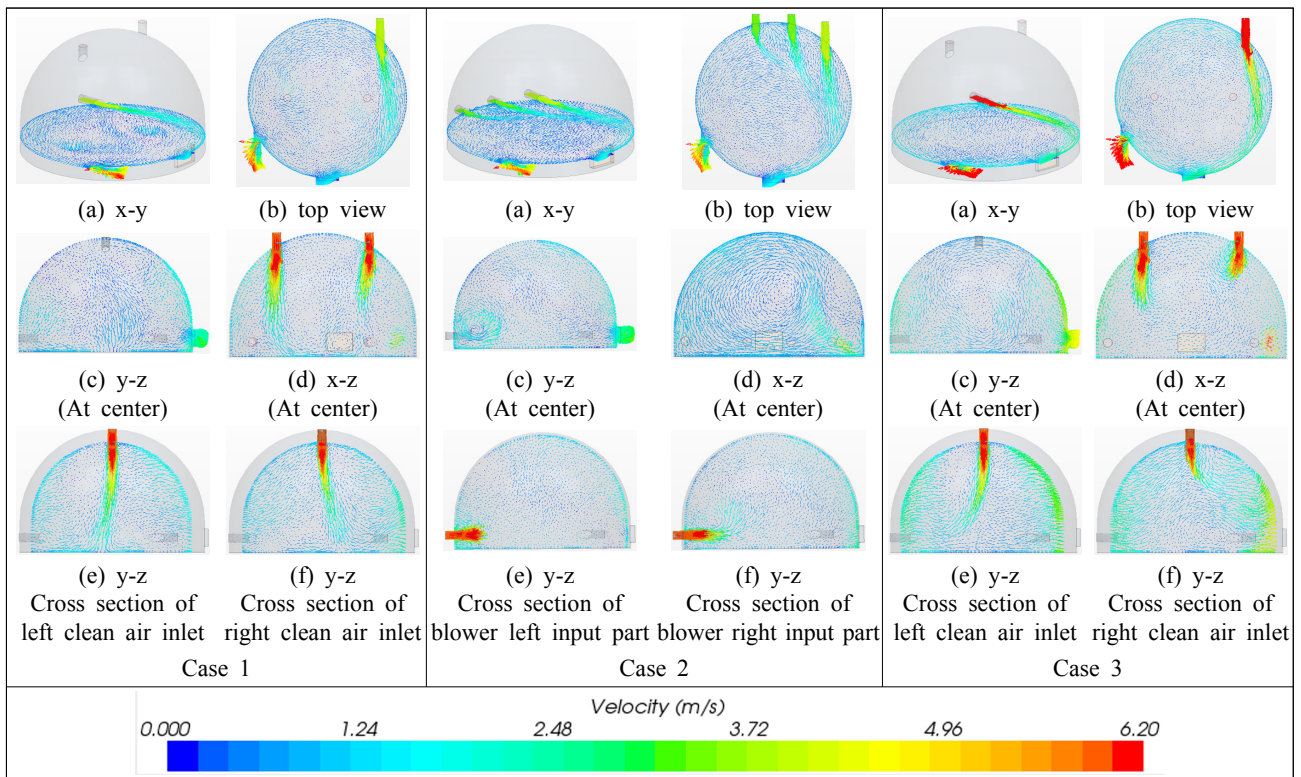 (a) x-y
(b) top view
(c) y-z
(At center)
(d) x-z
(At center)
(e) y-z
Cross section of
left clean air inlet
(f) y-z
Cross section of
right clean air inlet
Case 1
(a) x-y
(b) top view
(c) y-z
(At center)
(d) x-z
(At center)
(e) y-z
Cross section of
blower left input part
(f) y-z
Cross section of
blower right input part
Case 2
(a) x-y
(b) top view
(c) y-z
(At center)
(d) x-z
(At center)
(e) y-z
Cross section of
left clean air inlet
(f) y-z
Cross section of
right clean air inlet
Case 3
Velocity (m/s)
0.000 1.24 2.48 3.72 4.96 6.20